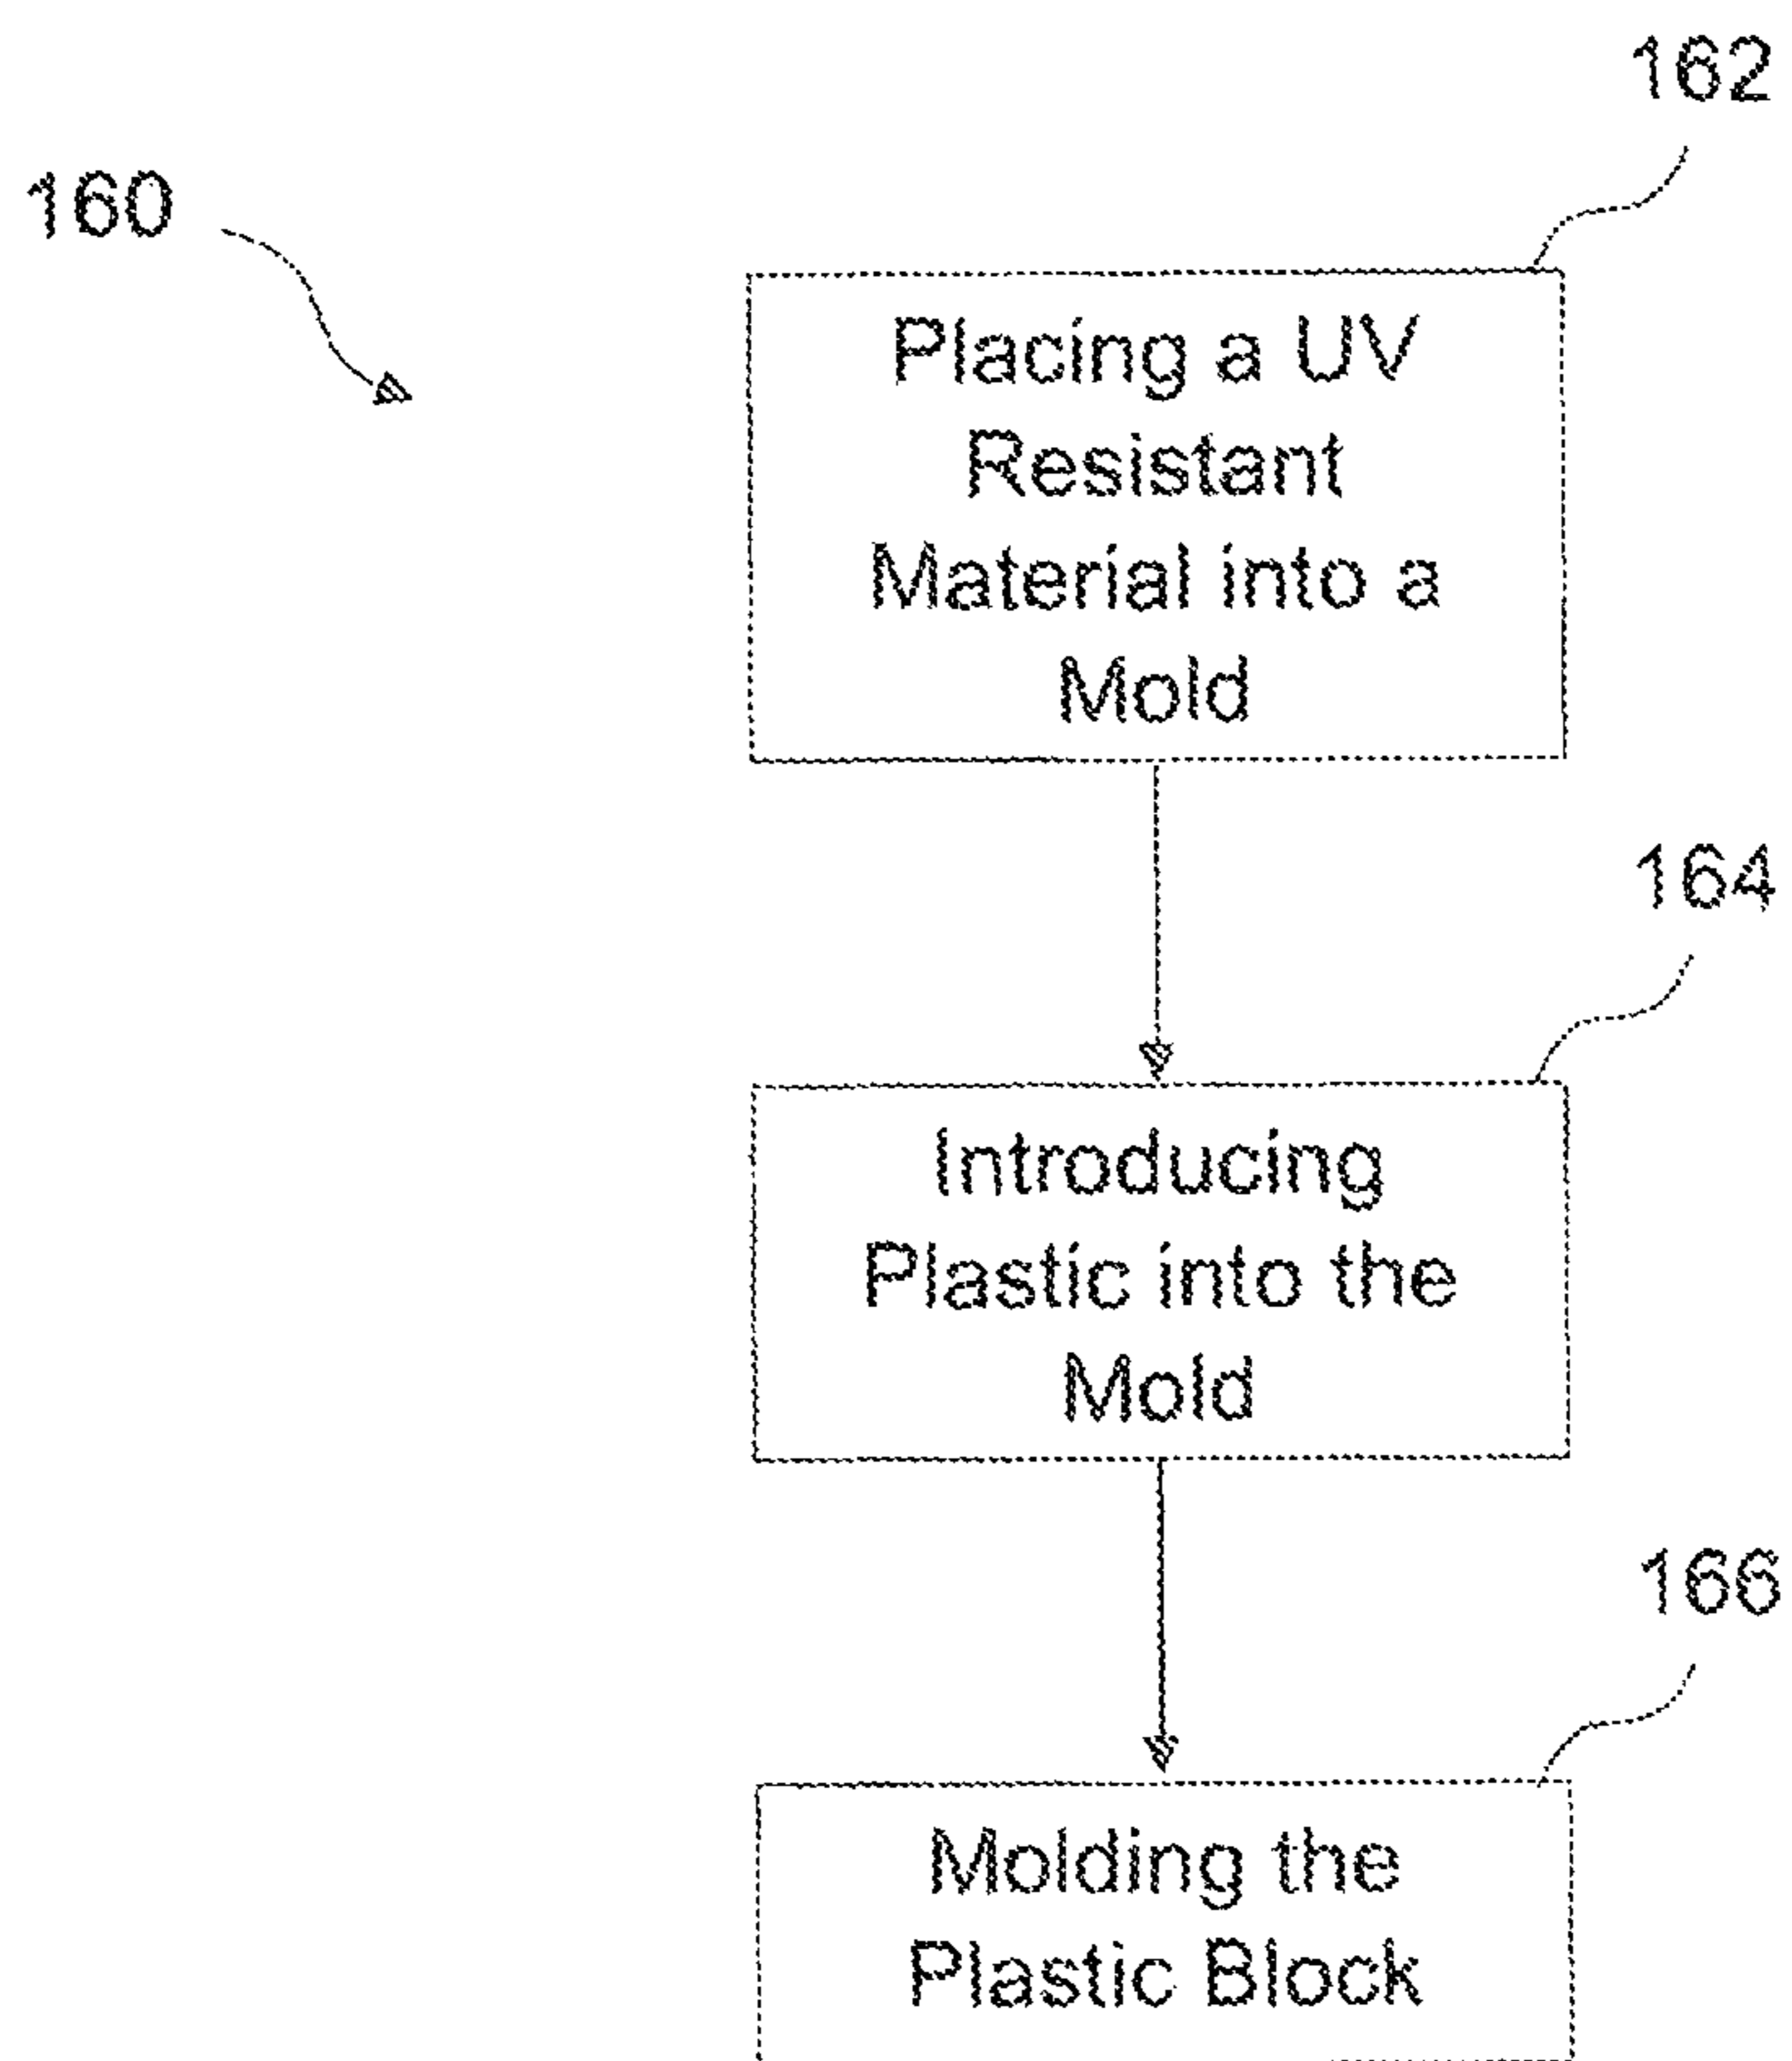 162
160
Placing a UV
Resistant
Material into a
Mold
164
Introducing
Plastic into the
Mold
166
Molding the
Plastic Block